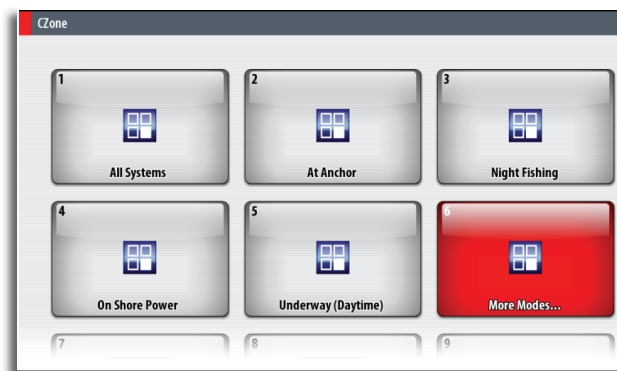 CZone
1
2
3
All Systems
At Anchor
Night Fishing
4
5
6
On Shore Power
Underway (Daytime)
More Modes...
7
8
9